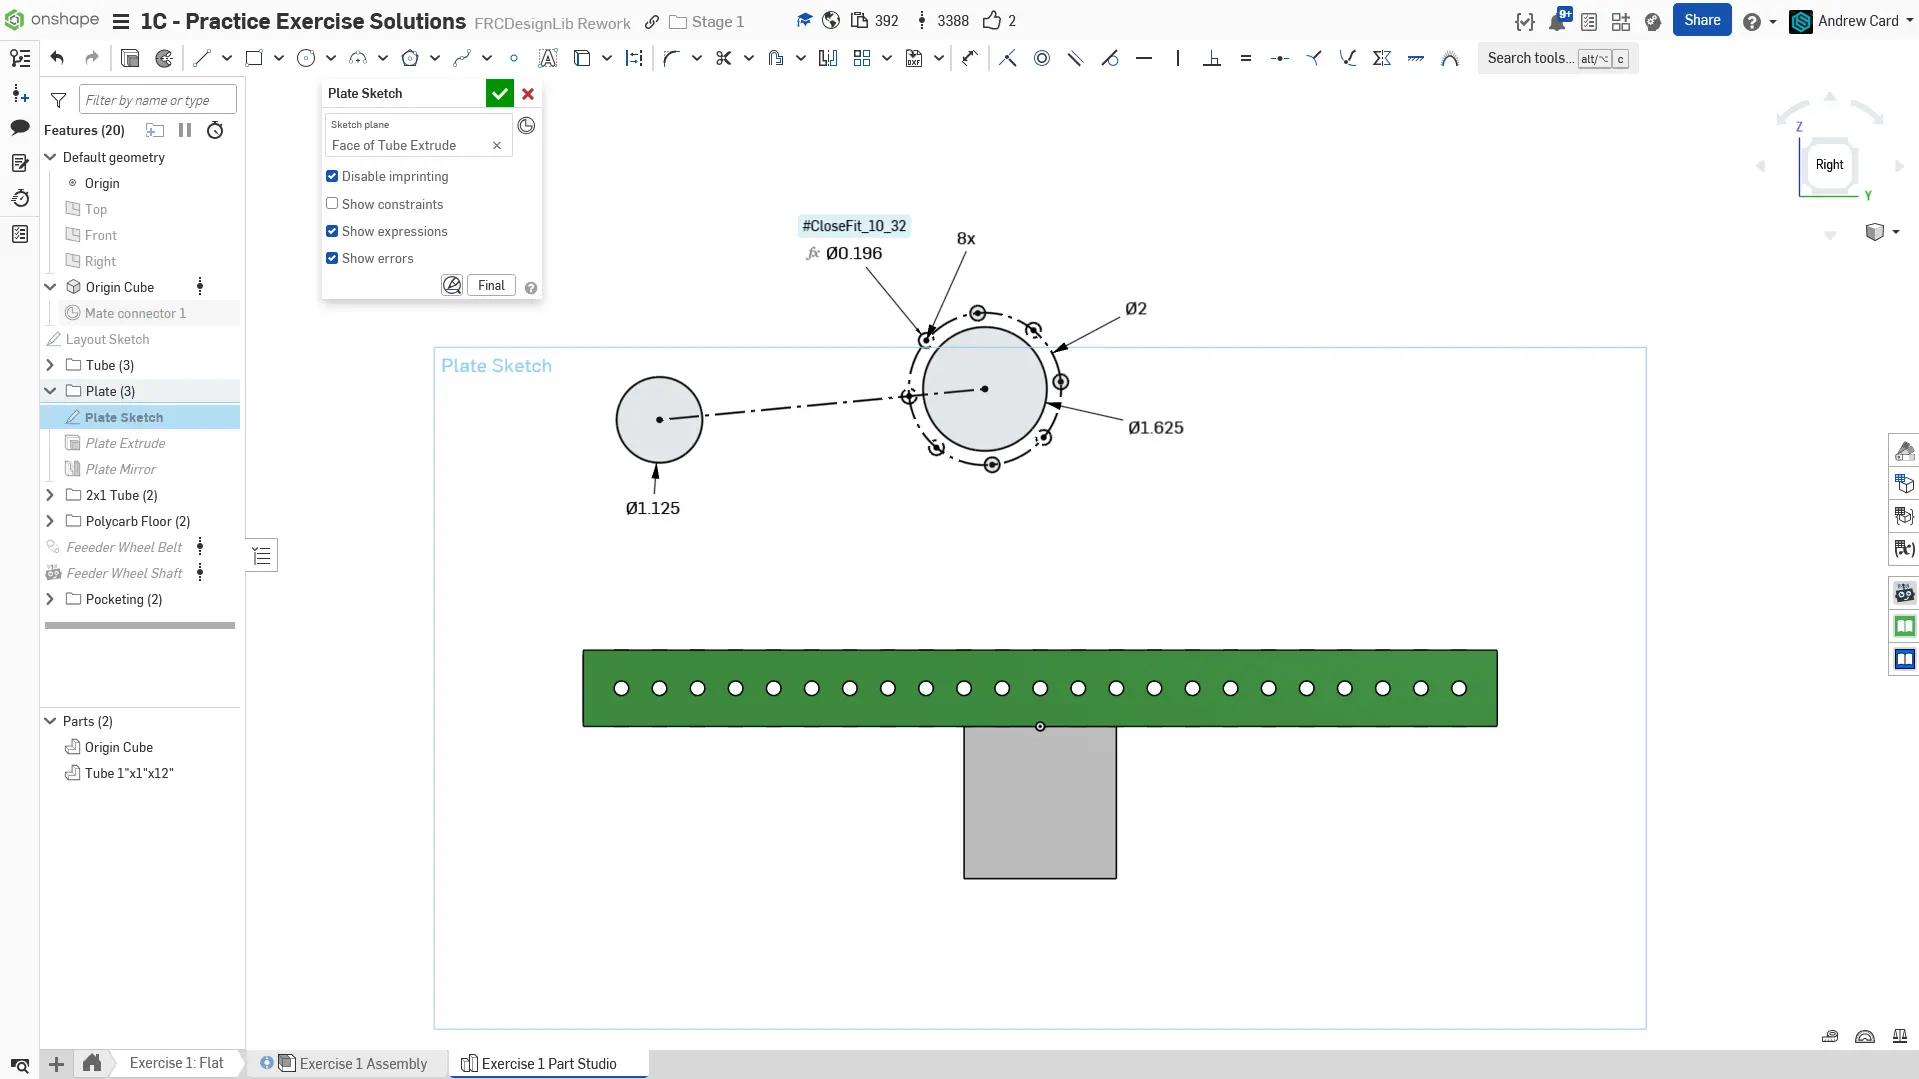 onshape
1C - Practice Exercise Solutions
FRCDesignLib Rework
Stage 1
392
3388
2
9+
Share
Andrew Card
Search tools...
alt/⌥
c
Filter by name or type
Features (20)
Default geometry
Origin
Top
Front
Right
Origin Cube
Mate connector 1
Layout Sketch
Tube (3)
Plate (3)
Plate Sketch
Plate Extrude
Plate Mirror
2x1 Tube (2)
Polycarb Floor (2)
Feeeder Wheel Belt
Feeder Wheel Shaft
Pocketing (2)
Parts (2)
Origin Cube
Tube 1"x1"x12"
Plate Sketch
Sketch plane
Face of Tube Extrude
Disable imprinting
Show constraints
Show expressions
Show errors
Final
#CloseFit_10_32
fx Ø0.196
8x
Ø2
Ø1.625
Ø1.125
Plate Sketch
Z
Right
Y
Exercise 1: Flat
Exercise 1 Assembly
Exercise 1 Part Studio